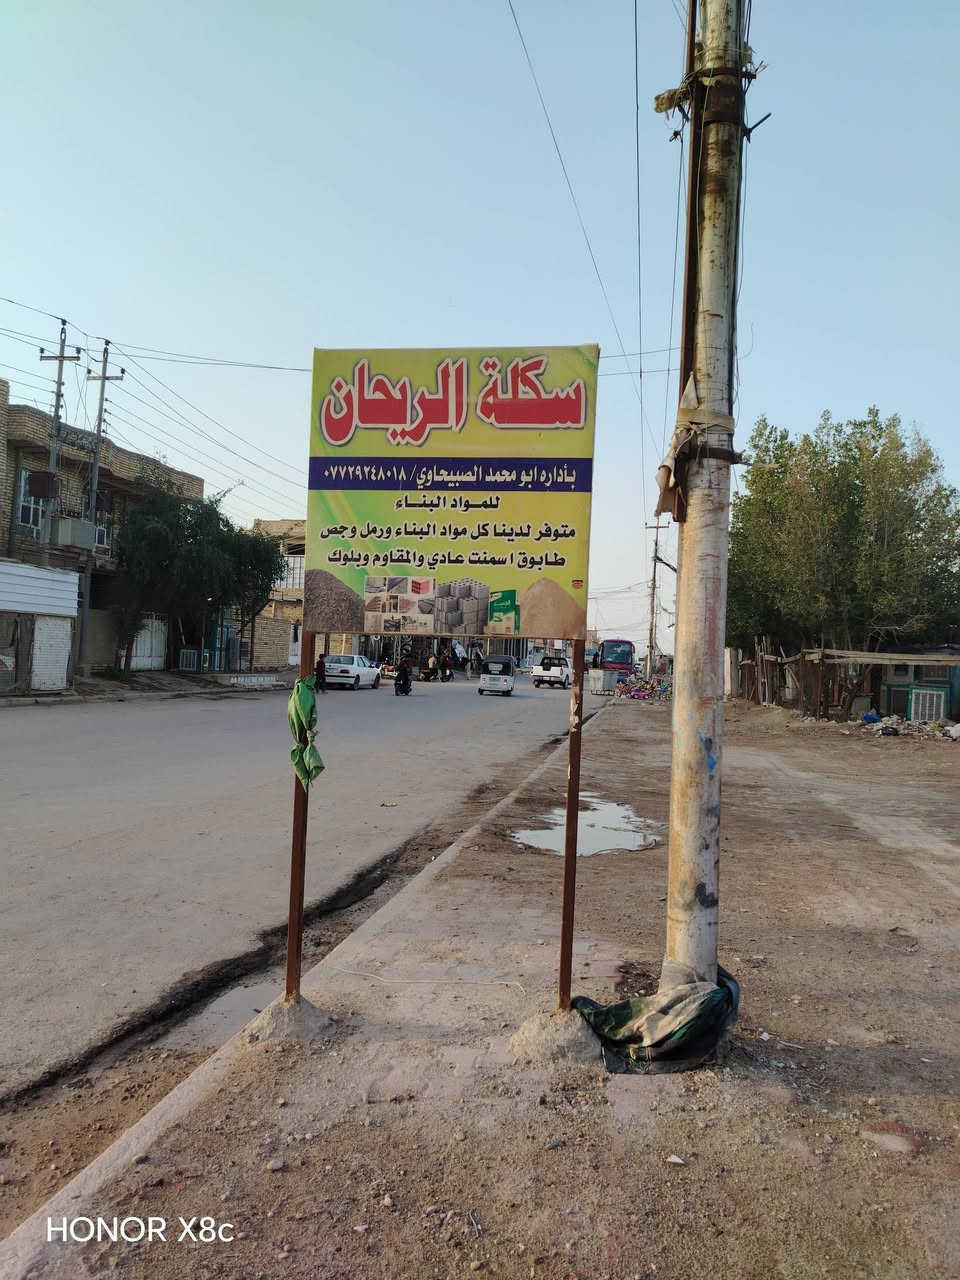 سكلة الريحان
بأداره ابو محمد الصبيحاوي/ ٠٧٧٢٩٢٤٨٠١٨
للمواد البناء
متوفر لدينا كل مواد البناء ورمل وجص
طابوق اسمنت عادي والمقاوم وبلوك
HONOR X8c